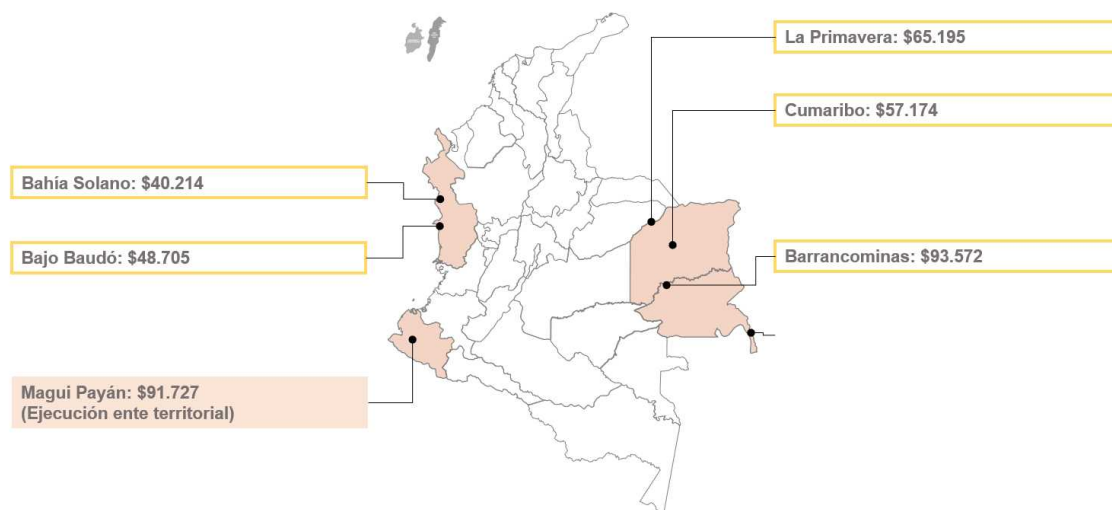 La Primavera: $65.195
Cumaribo: $57.174
Bahía Solano: $40.214
Bajo Baudó: $48.705
Barrancominas: $93.572
Magui Payán: $91.727
(Ejecución ente territorial)